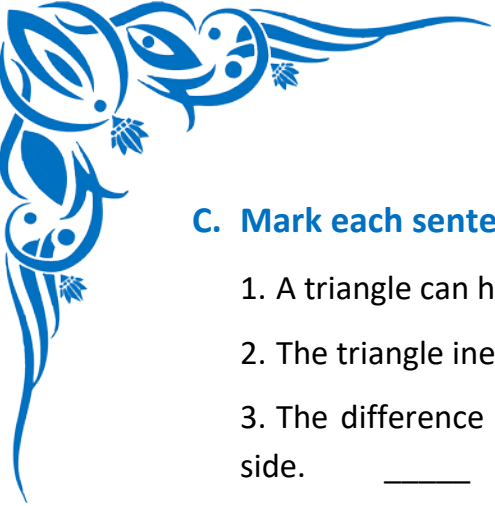 C. Mark each sente
1. A triangle can h
2. The triangle ine
3. The difference
side. _____